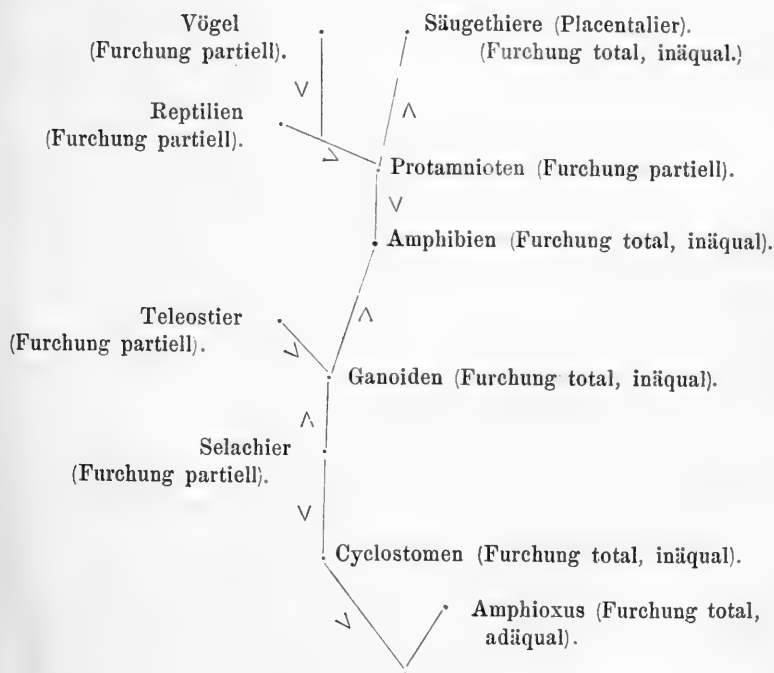 Vögel
(Furchung partiell).
Säugethiere (Placentalier).
(Furchung total, inäqual.)
V
Λ
Reptilien
(Furchung partiell).
V
Protamnioten (Furchung partiell).
V
Amphibien (Furchung total, inäqual).
Teleostier
(Furchung partiell).
Λ
V
Ganoiden (Furchung total, inäqual).
Λ
Selachier
(Furchung partiell).
V
Cyclostomen (Furchung total, inäqual).
V
Amphioxus (Furchung total,
adäqual).